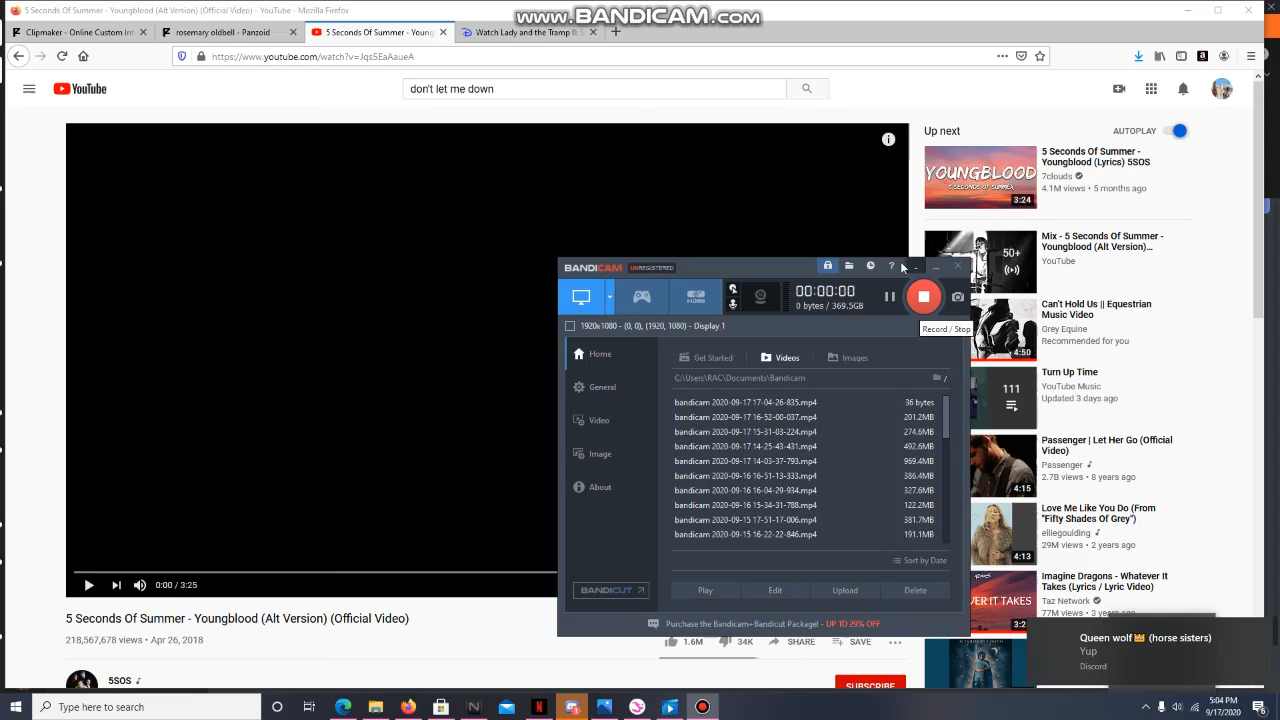 5 Seconds Of Summer - Youngblood (Alt Version) (Official Video) - YouTube - Mozilla Firefox
www.BANDICAM.com
Clipmaker - Online Custom Int
rosemary oldbell - Panzoid
5 Seconds Of Summer - Young
Watch Lady and the Tramp II: S
https://www.youtube.com/watch?v=Jqs5EaAaueA
YouTube
don't let me down
Up next
AUTOPLAY
5 Seconds Of Summer -
Youngblood (Lyrics) 5SOS
7clouds
4.1M views • 5 months ago
YOUNGBLOOD
5 SECONDS OF SUMMER
3:24
Mix - 5 Seconds Of Summer -
Youngblood (Alt Version)...
YouTube
50+
Can't Hold Us || Equestrian
Music Video
Grey Equine
Recommended for you
4:50
Turn Up Time
YouTube Music
Updated 3 days ago
111
Passenger | Let Her Go (Official
Video)
Passenger
2.7B views • 8 years ago
4:15
Love Me Like You Do (From
"Fifty Shades Of Grey")
elliegoulding
29M views • 2 years ago
4:13
Imagine Dragons - Whatever It
Takes (Lyrics / Lyric Video)
Taz Network
77M views • 3 years
VER IT TAKES
3:2
BANDICAM UNREGISTERED
HDMI
00:00:00
0 bytes / 369.5GB
Record / Stop
1920x1080 - (0, 0), (1920, 1080) - Display 1
Home
General
Video
Image
About
BANDICUT
Get Started
Videos
Images
C:\Users\RAC\Documents\Bandicam
/
bandicam 2020-09-17 17-04-26-835.mp4 36 bytes
bandicam 2020-09-17 16-52-00-037.mp4 201.2MB
bandicam 2020-09-17 15-31-03-224.mp4 274.6MB
bandicam 2020-09-17 14-25-43-431.mp4 492.6MB
bandicam 2020-09-17 14-03-37-793.mp4 969.4MB
bandicam 2020-09-16 16-51-13-333.mp4 386.4MB
bandicam 2020-09-16 16-04-29-934.mp4 327.6MB
bandicam 2020-09-16 15-34-31-788.mp4 122.2MB
bandicam 2020-09-15 17-51-17-006.mp4 381.7MB
bandicam 2020-09-15 16-22-22-846.mp4 191.1MB
Sort by Date
Play
Edit
Upload
Delete
Purchase the Bandicam+Bandicut Package! - UP TO 29% OFF
0:00 / 3:25
5 Seconds Of Summer - Youngblood (Alt Version) (Official Video)
218,567,678 views • Apr 26, 2018
1.6M
34K
SHARE
SAVE
5SOS
SUBSCRIBE
Queen wolf 👑 (horse sisters)
Yup
Discord
Type here to search
5:04 PM
9/17/2020
6